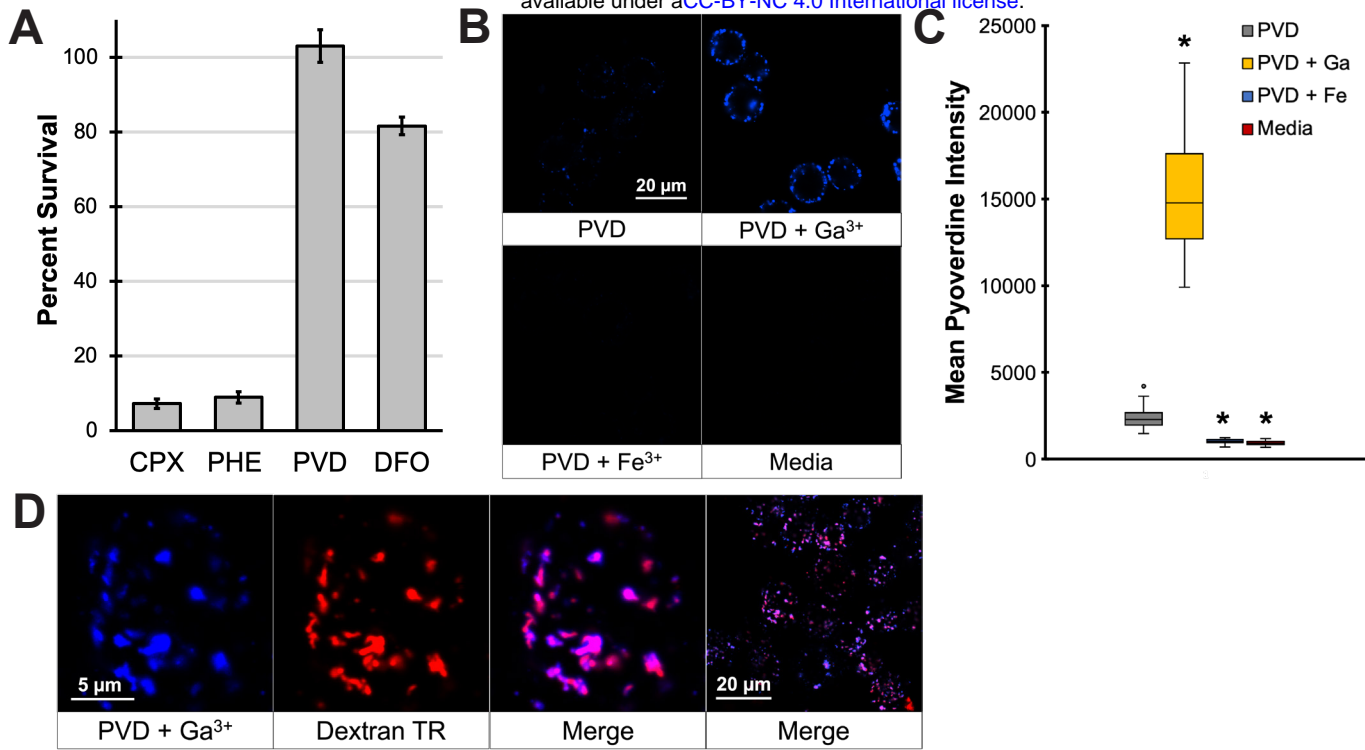 available under aCC-BY-NC 4.0 International license.
A
Percent Survival
100
80
60
40
20
0
CPX PHE PVD DFO
B
20 µm
PVD
PVD + Ga³⁺
PVD + Fe³⁺
Media
C
Mean Pyoverdine Intensity
25000
20000
15000
10000
5000
0
*
* *
PVD
PVD + Ga
PVD + Fe
Media
D
5 µm
20 µm
PVD + Ga³⁺
Dextran TR
Merge
Merge